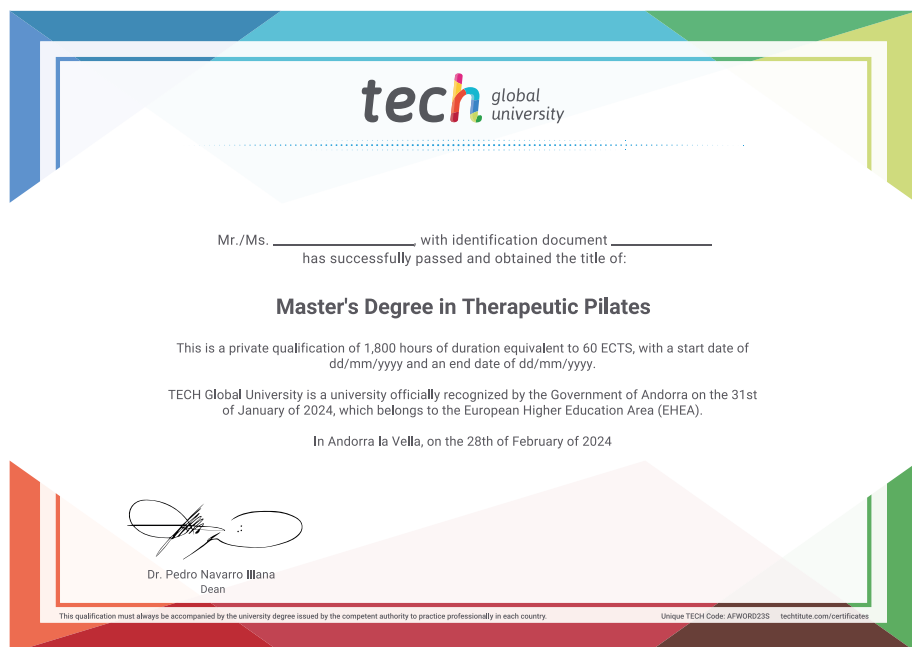 tech global
university
Mr./Ms. ____________, with identification document ____________
has successfully passed and obtained the title of:
Master's Degree in Therapeutic Pilates
This is a private qualification of 1,800 hours of duration equivalent to 60 ECTS, with a start date of
dd/mm/yyyy and an end date of dd/mm/yyyy.
TECH Global University is a university officially recognized by the Government of Andorra on the 31st
of January of 2024, which belongs to the European Higher Education Area (EHEA).
In Andorra la Vella, on the 28th of February of 2024
Dr. Pedro Navarro Illana
Dean
This qualification must always be accompanied by the university degree issued by the competent authority to practice professionally in each country. Unique TECH Code: AFWORD23S techtitute.com/certificates